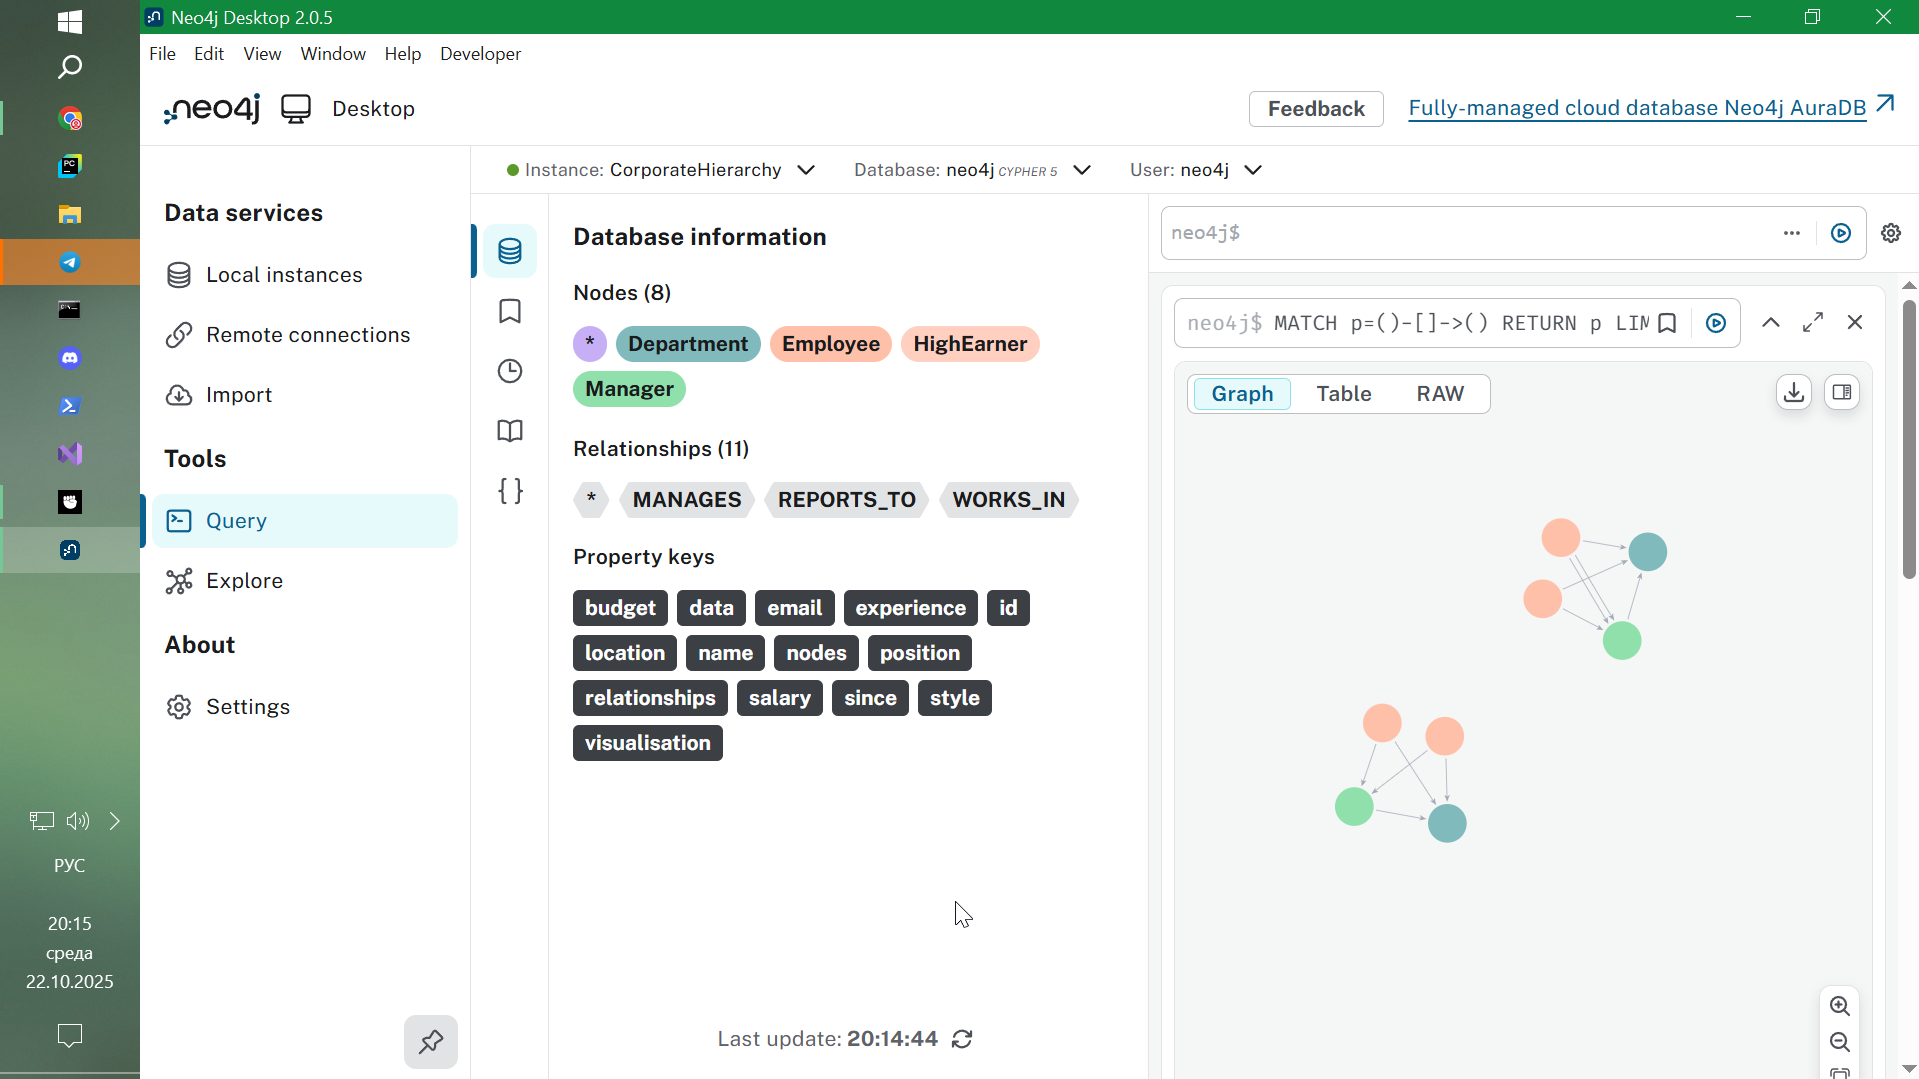 Neo4j Desktop 2.0.5
File Edit View Window Help Developer
neo4j Desktop
Feedback
Fully-managed cloud database Neo4j AuraDB
Instance: CorporateHierarchy
Database: neo4j CYPHER 5
User: neo4j
Data services
Local instances
Remote connections
Import
Tools
Query
Explore
About
Settings
Database information
Nodes (8)
* Department Employee HighEarner
Manager
Relationships (11)
* MANAGES REPORTS_TO WORKS_IN
Property keys
budget data email experience id
location name nodes position
relationships salary since style
visualisation
Last update: 20:14:44
neo4j$
neo4j$ MATCH p=()-[]->() RETURN p LIM
Graph Table RAW
PC
РУС
20:15
среда
22.10.2025